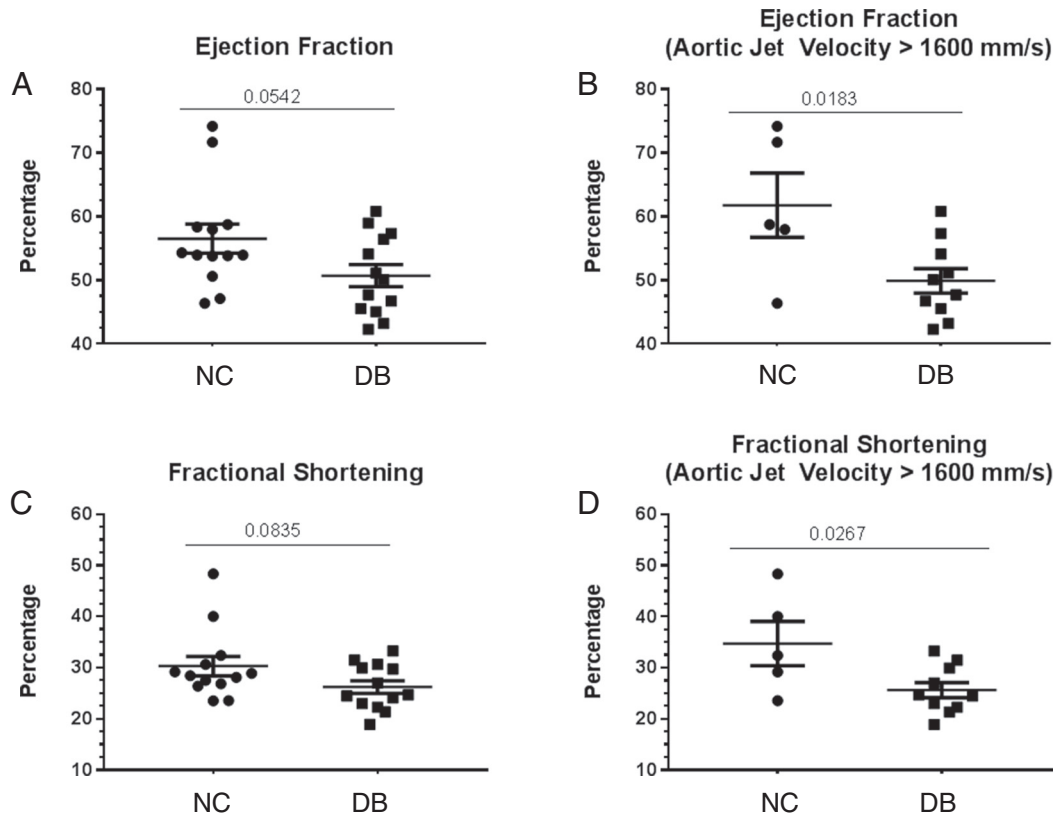 A
Ejection Fraction
0.0542
Percentage
80
70
60
50
40
NC
DB
B
Ejection Fraction
(Aortic Jet Velocity > 1600 mm/s)
0.0183
Percentage
80
70
60
50
40
NC
DB
C
Fractional Shortening
0.0835
Percentage
60
50
40
30
20
10
NC
DB
D
Fractional Shortening
(Aortic Jet Velocity > 1600 mm/s)
0.0267
Percentage
60
50
40
30
20
10
NC
DB